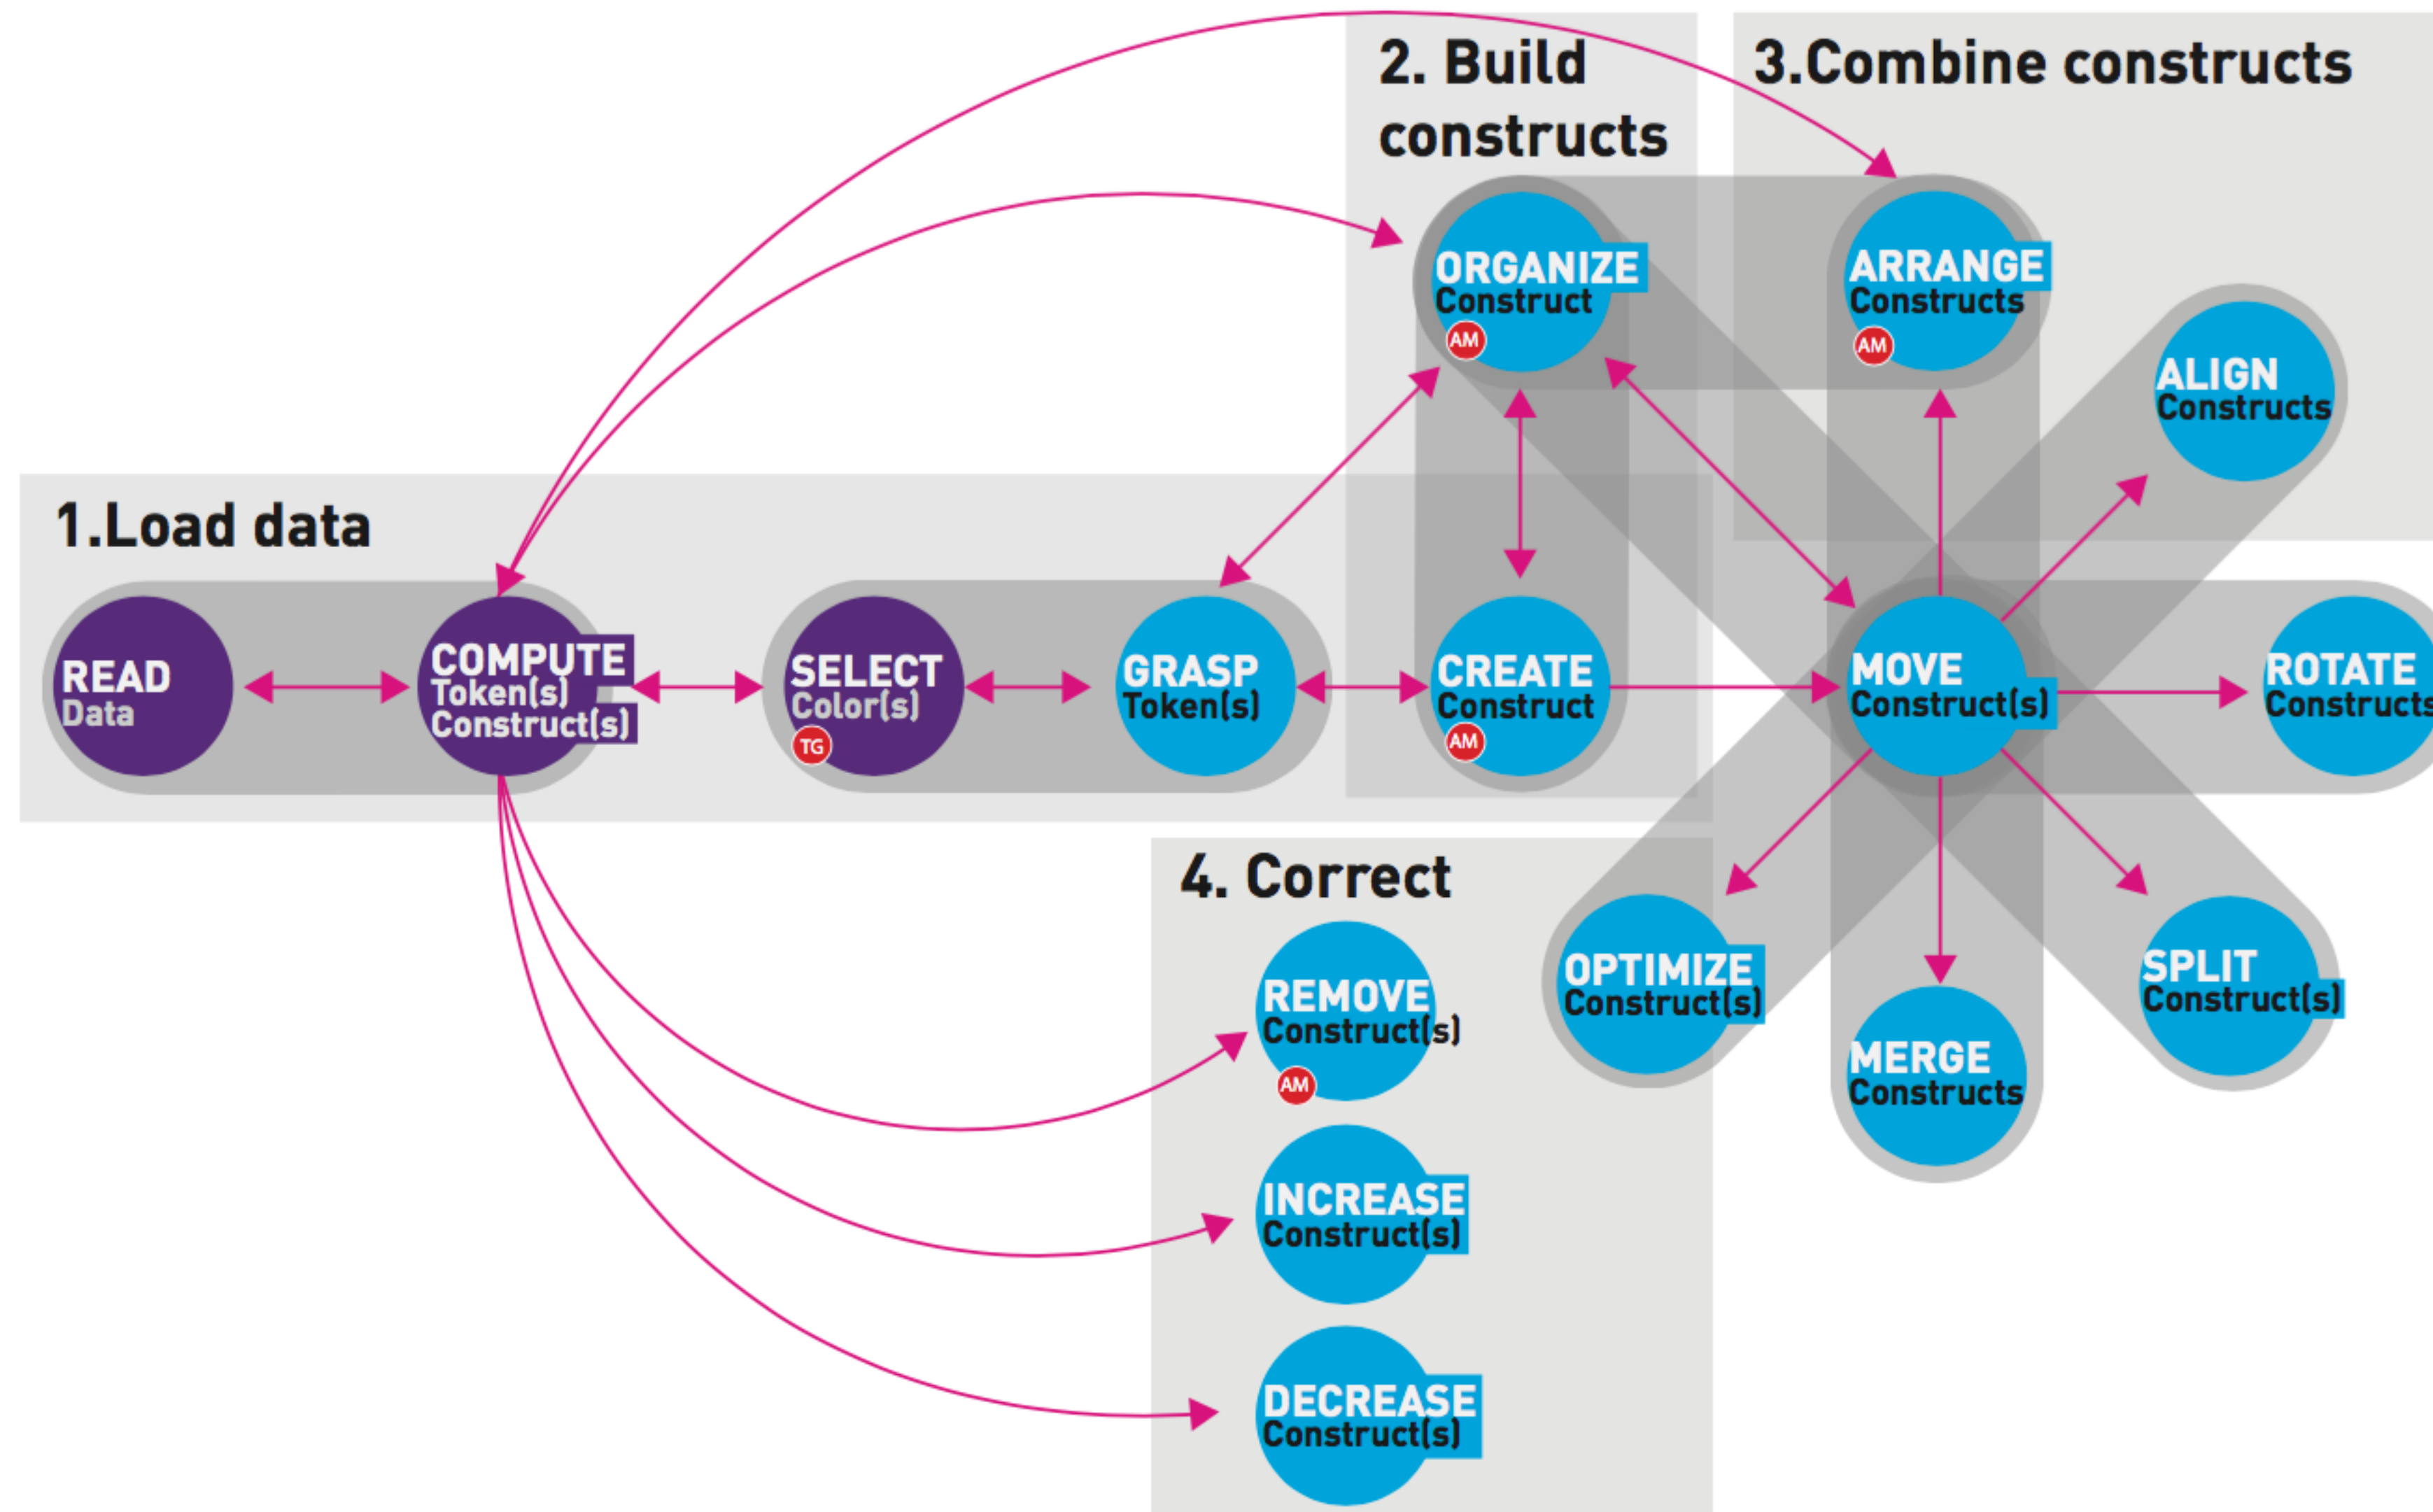 2. Build
constructs
3.Combine constructs
ORGANIZE
Construct
AM
ARRANGE
Constructs
AM
ALIGN
Constructs
1.Load data
READ
Data
COMPUTE
Token(s)
Construct(s)
SELECT
Color(s)
TG
GRASP
Token(s)
CREATE
Construct
AM
MOVE
Construct(s)
ROTATE
Constructs
4. Correct
REMOVE
Construct(s)
AM
OPTIMIZE
Construct(s)
SPLIT
Construct(s)
MERGE
Constructs
INCREASE
Construct(s)
DECREASE
Construct(s)